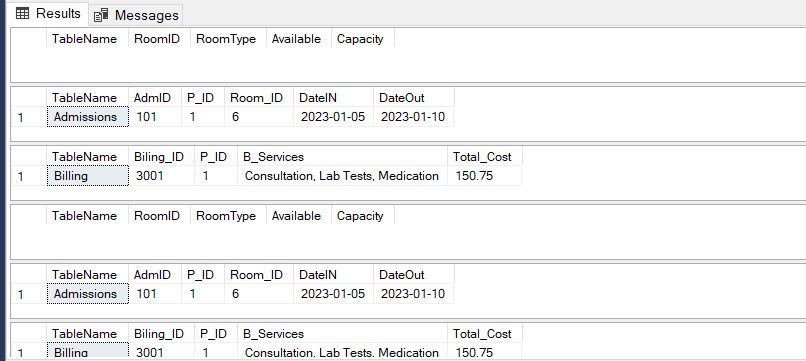 Results Messages
TableName RoomID RoomType Available Capacity
TableName AdmID P_ID Room_ID DateIN DateOut
1 Admissions 101 1 6 2023-01-05 2023-01-10
TableName Biling_ID P_ID B_Services Total_Cost
1 Billing 3001 1 Consultation, Lab Tests, Medication 150.75
TableName RoomID RoomType Available Capacity
TableName AdmID P_ID Room_ID DateIN DateOut
1 Admissions 101 1 6 2023-01-05 2023-01-10
TableName Biling_ID P_ID B_Services Total_Cost
1 Billing 3001 1 Consultation, Lab Tests, Medication 150.75